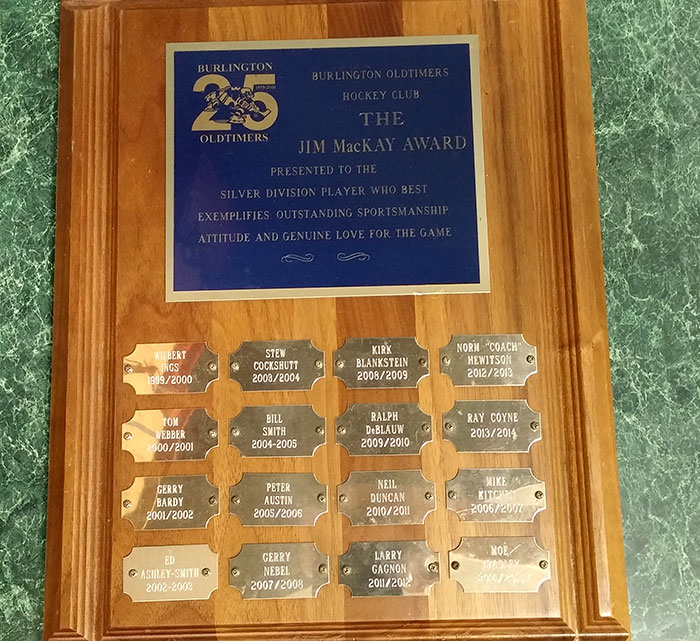 BURLINGTON
25
OLDTIMERS
BURLINGTON OLDTIMERS
HOCKEY CLUB
THE
JIM MacKAY AWARD
PRESENTED TO THE
SILVER DIVISION PLAYER WHO BEST
EXEMPLIFIES OUTSTANDING SPORTSMANSHIP
ATTITUDE AND GENUINE LOVE FOR THE GAME
WILBERT
INGS
1999/2000
STEW
COCKSHUTT
2003/2004
KIRK
BLANKSTEIN
2008/2009
NORM "COACH"
HEWITSON
2012/2013
TOM
WEBBER
2000/2001
BILL
SMITH
2004-2005
RALPH
DeBLAUW
2009/2010
RAY COYNE
2013/2014
GERRY
BARDY
2001/2002
PETER
AUSTIN
2005/2006
NEIL
DUNCAN
2010/2011
MIKE
2006/2007
ED
ASHLEY-SMITH
2002-2003
GERRY
NEBEL
2007/2008
LARRY
GAGNON
2011/2012
MOE